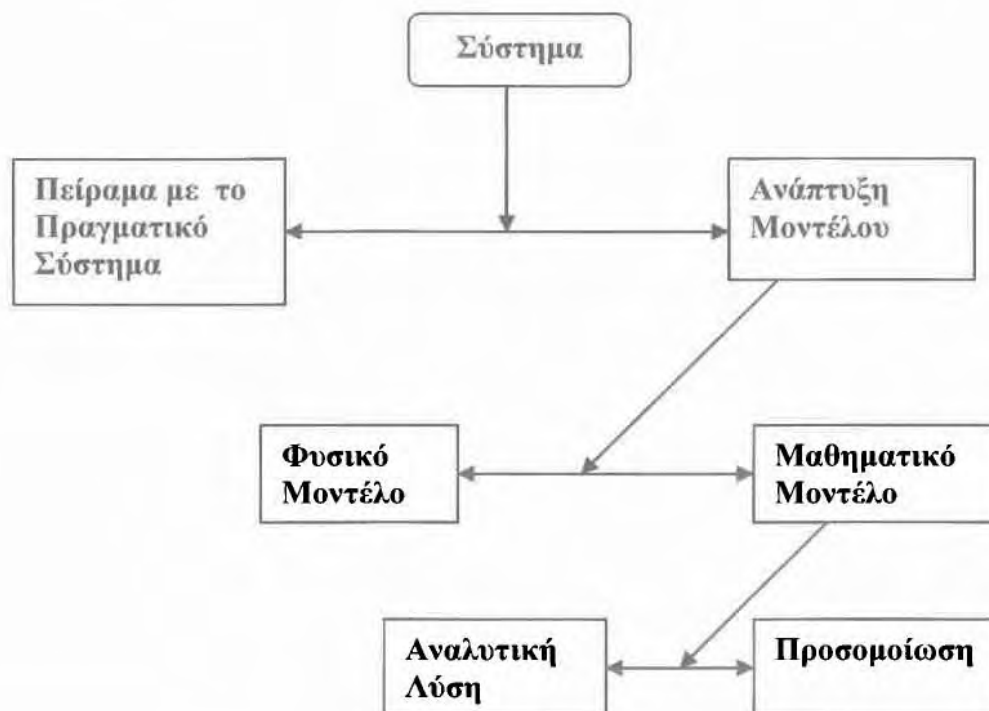 Σύστημα
Πείραμα με το
Πραγματικό
Σύστημα
Ανάπτυξη
Μοντέλου
Φυσικό
Μοντέλο
Μαθηματικό
Μοντέλο
Αναλυτική
Λύση
Προσομοίωση